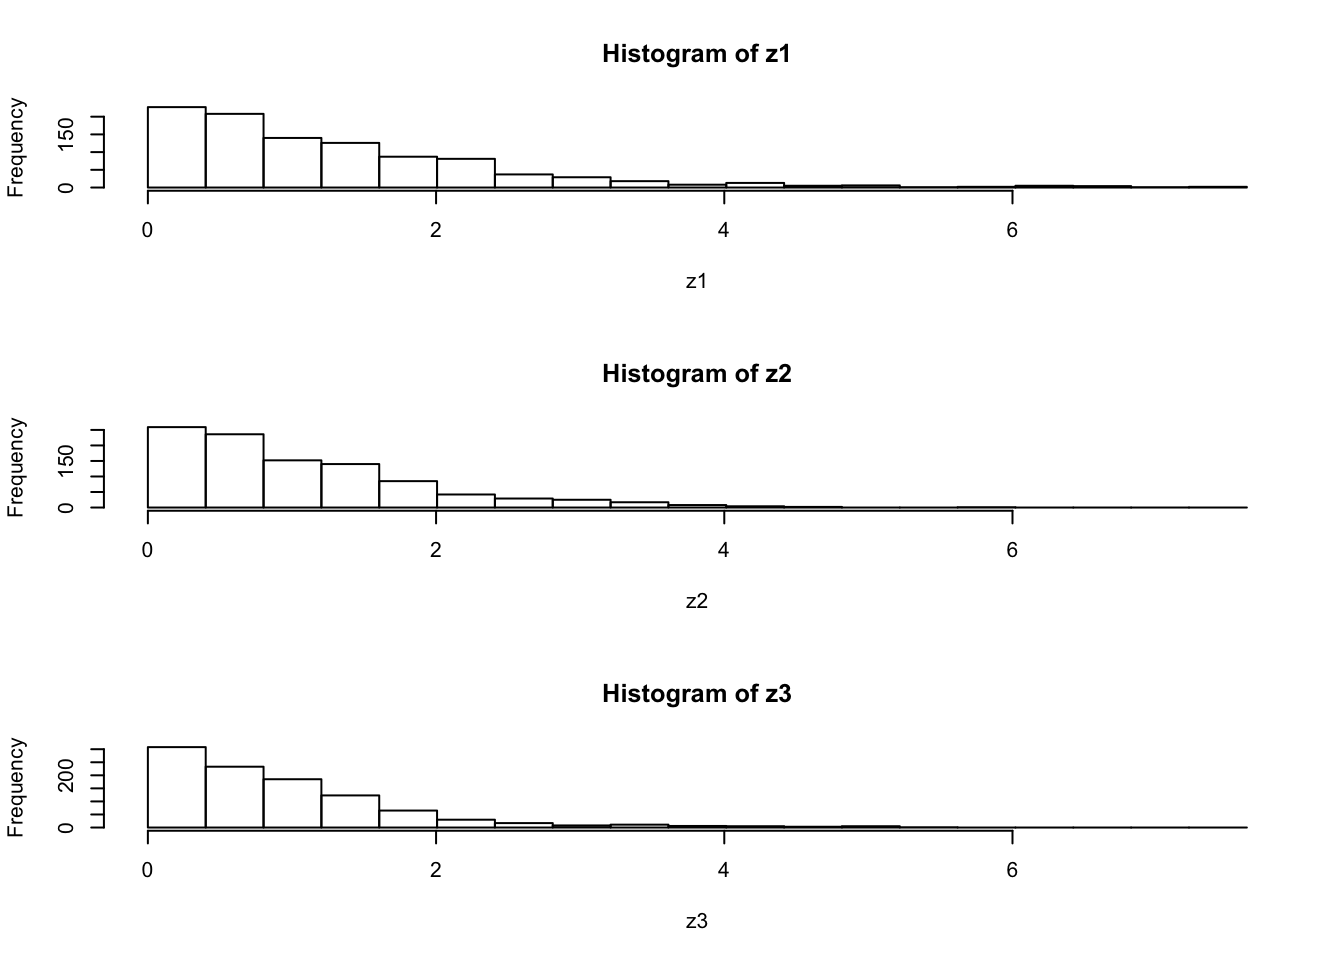 Histogram of z1
Frequency
150
0
0 2 4 6
z1
Histogram of z2
Frequency
150
0
0 2 4 6
z2
Histogram of z3
Frequency
200
0
0 2 4 6
z3